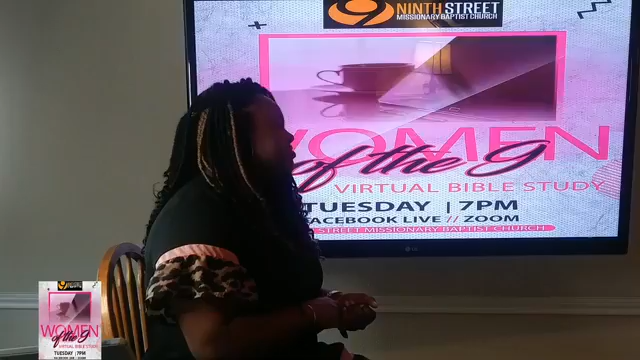 9 NINTH STREET
MISSIONARY BAPTIST CHURCH
WOMEN
of the 9
VIRTUAL BIBLE STUDY
TUESDAY | 7PM
FACEBOOK LIVE // ZOOM
STREET MISSIONARY BAPTIST CHURCH
LG
WOMEN
of the 9
VIRTUAL BIBLE STUDY
TUESDAY | 7PM